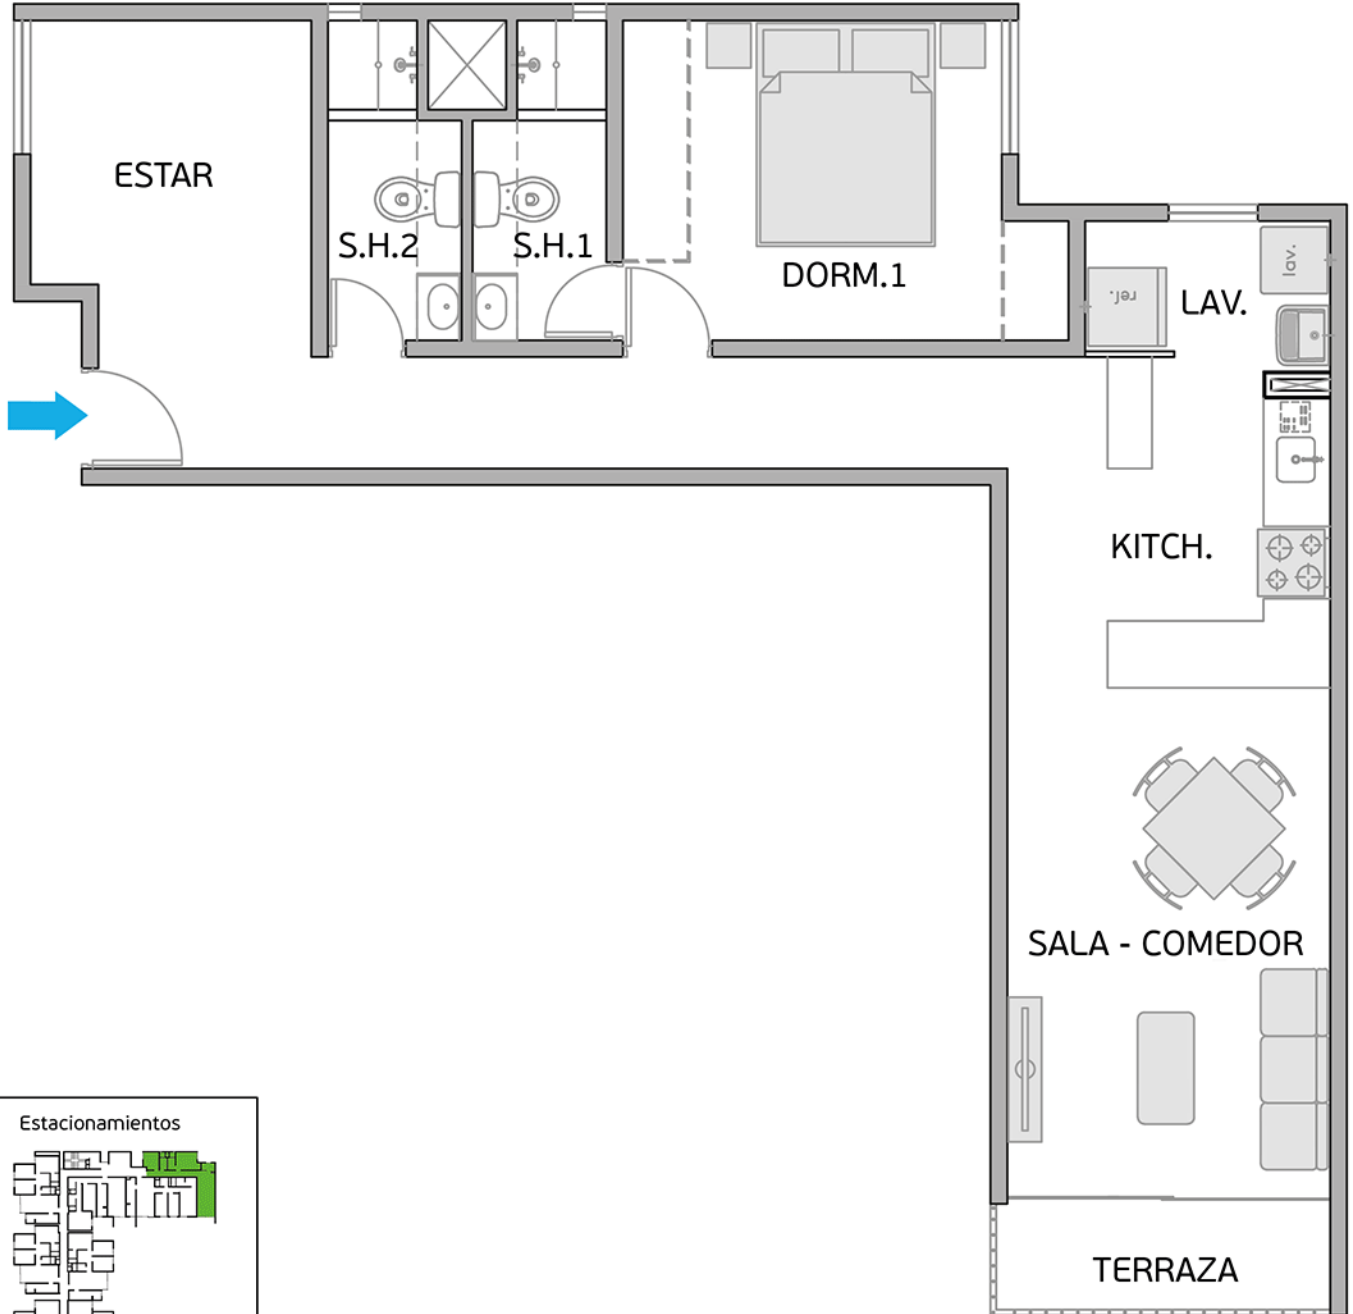 ESTAR
S.H.2
S.H.1
DORM.1
ref.
lav.
LAV.
KITCH.
SALA - COMEDOR
TERRAZA
Estacionamientos